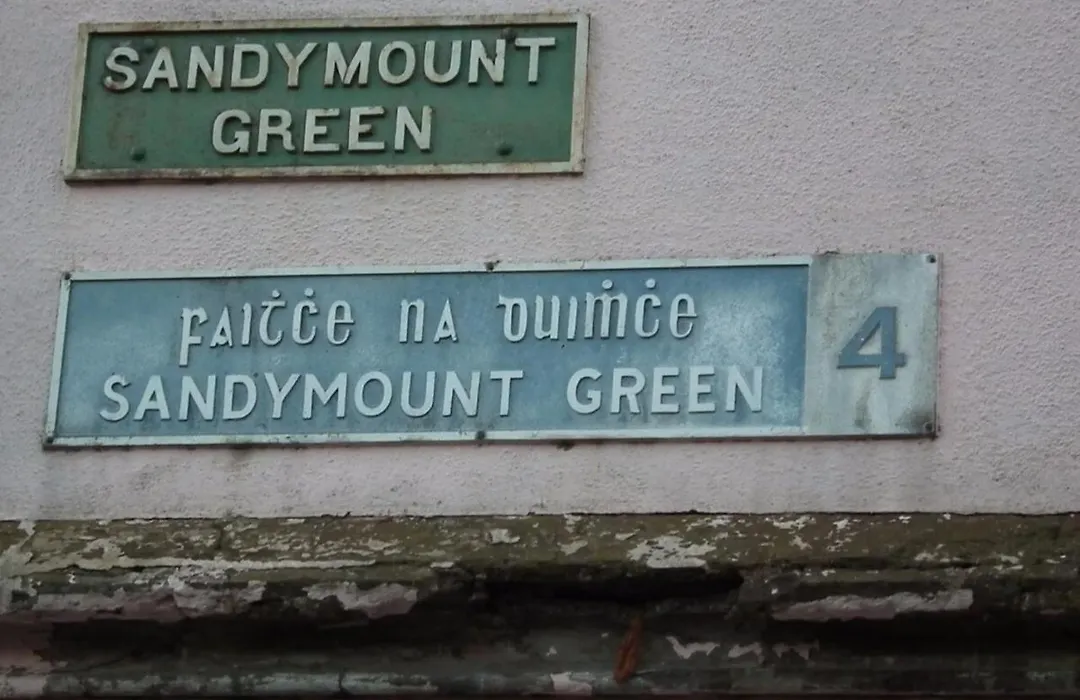 SANDYMOUNT
GREEN
faiṫċe na duiṁċe
SANDYMOUNT GREEN
4